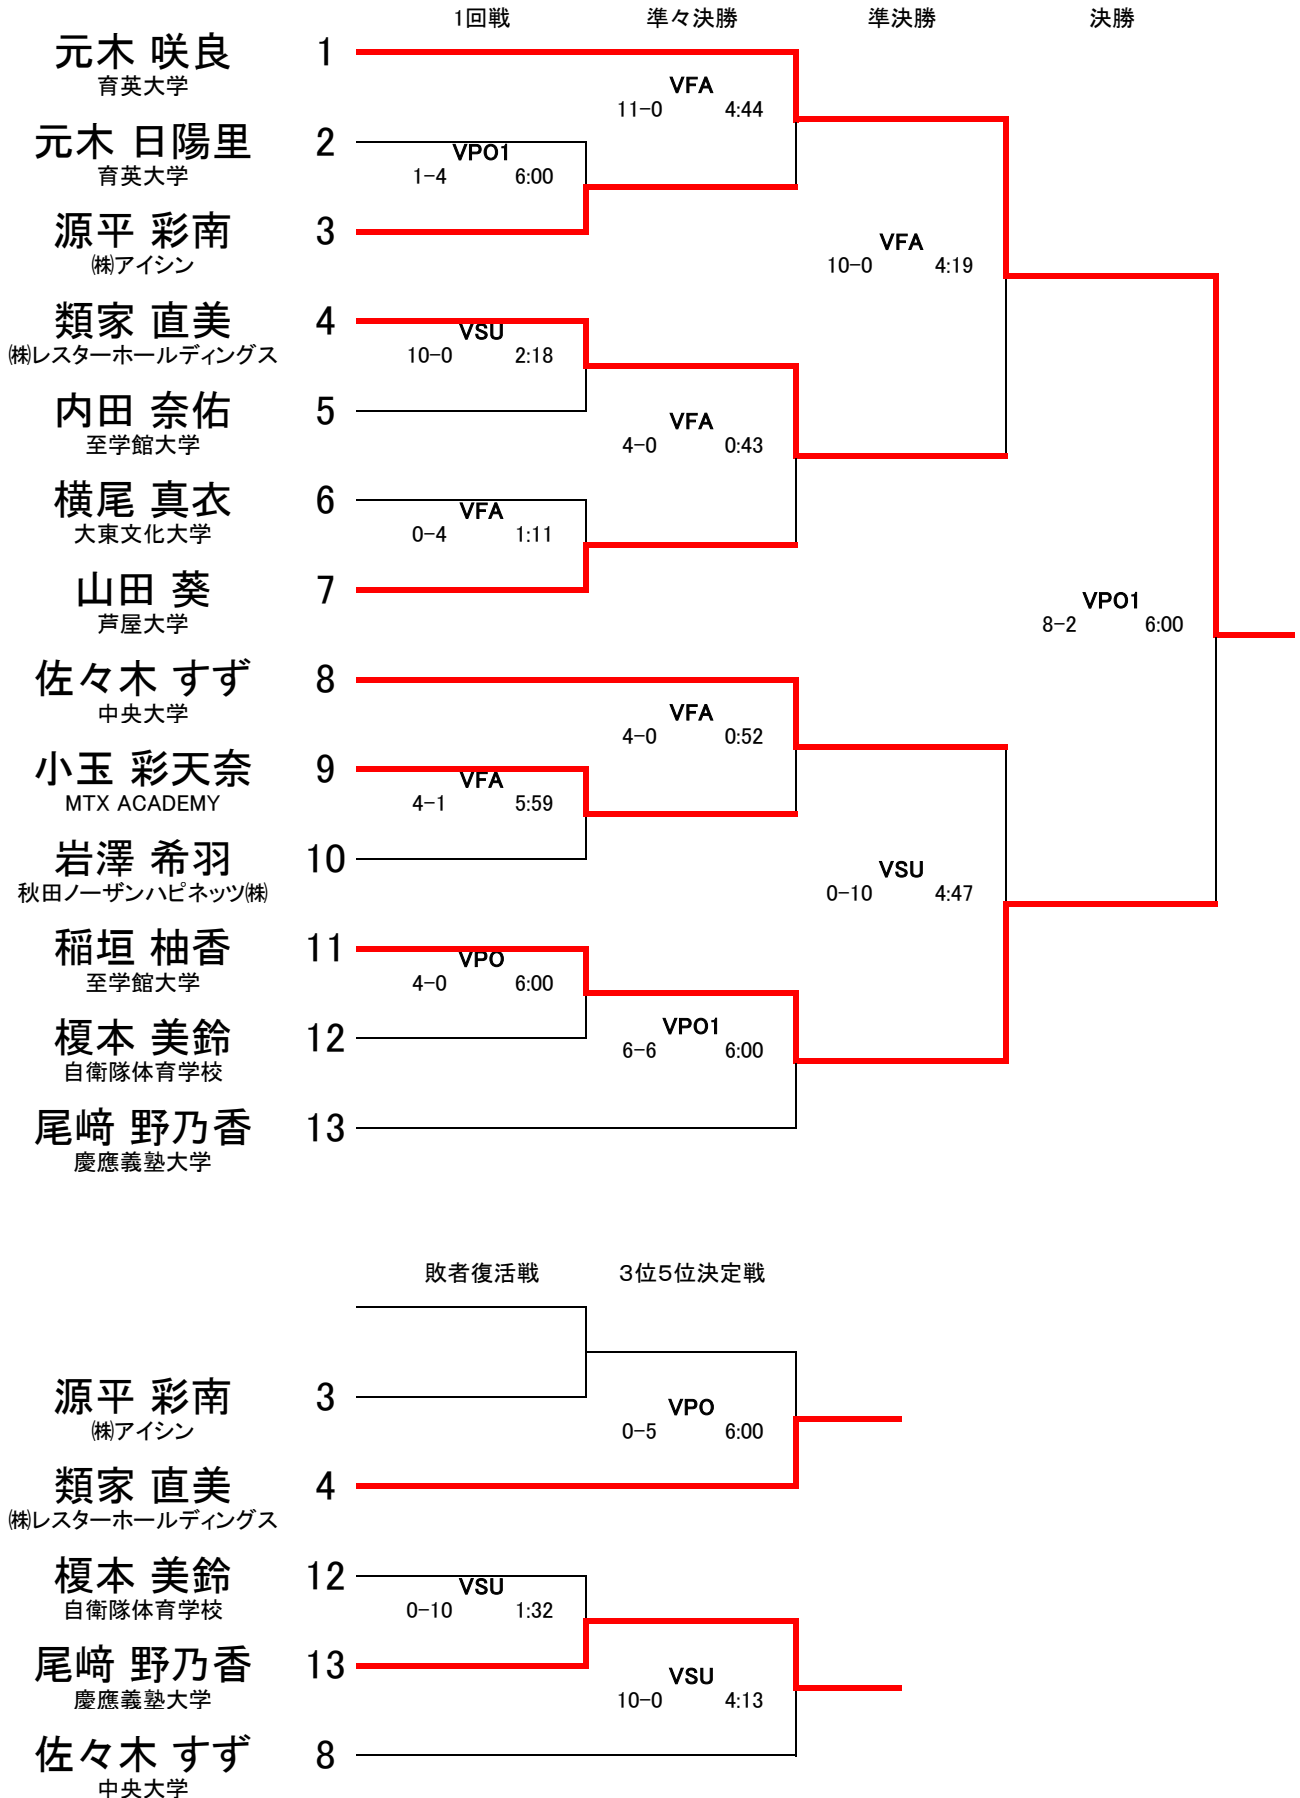 1回戦 準々決勝 準決勝 決勝
元木 咲良 1
育英大学
VFA
11-0 4:44
元木 日陽里 2
育英大学
VPO1
1-4 6:00
源平 彩南 3
㈱アイシン
VFA
10-0 4:19
類家 直美 4
㈱レスターホールディングス
VSU
10-0 2:18
内田 奈佑 5
至学館大学
VFA
4-0 0:43
横尾 真衣 6
大東文化大学
VFA
0-4 1:11
山田 葵 7
芦屋大学
VPO1
8-2 6:00
佐々木 すず 8
中央大学
VFA
4-0 0:52
小玉 彩天奈 9
MTX ACADEMY
VFA
4-1 5:59
岩澤 希羽 10
秋田ノーザンハピネッツ㈱
VSU
0-10 4:47
稲垣 柚香 11
至学館大学
VPO
4-0 6:00
榎本 美鈴 12
自衛隊体育学校
VPO1
6-6 6:00
尾﨑 野乃香 13
慶應義塾大学
敗者復活戦 3位5位決定戦
源平 彩南 3
㈱アイシン
VPO
0-5 6:00
類家 直美 4
㈱レスターホールディングス
榎本 美鈴 12
自衛隊体育学校
VSU
0-10 1:32
尾﨑 野乃香 13
慶應義塾大学
VSU
10-0 4:13
佐々木 すず 8
中央大学